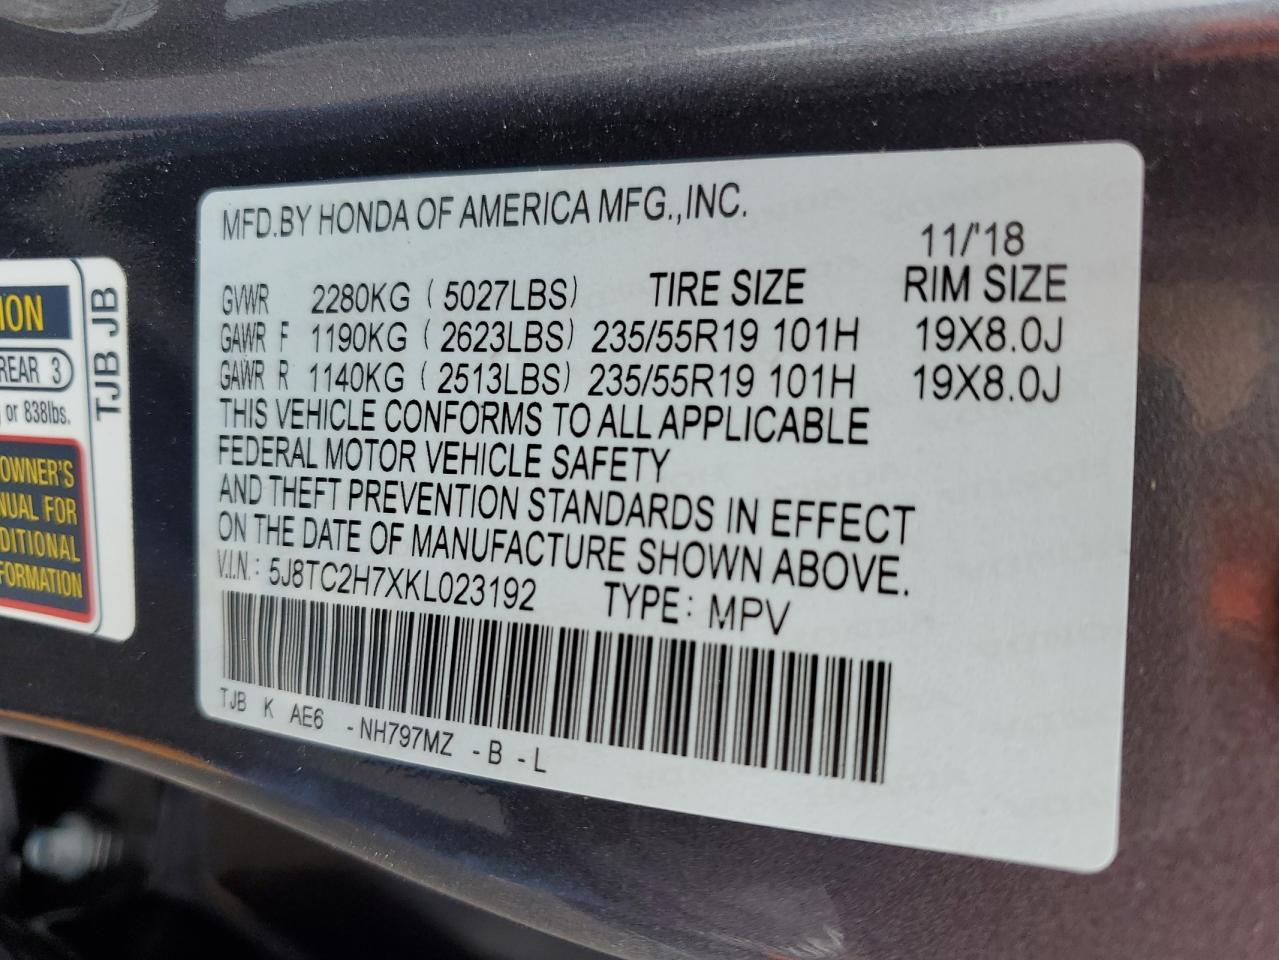 MFD.BY HONDA OF AMERICA MFG.,INC.
11/'18
GVWR 2280KG ( 5027LBS) TIRE SIZE RIM SIZE
GAWR F 1190KG ( 2623LBS) 235/55R19 101H 19X8.0J
GAWR R 1140KG ( 2513LBS) 235/55R19 101H 19X8.0J
THIS VEHICLE CONFORMS TO ALL APPLICABLE
FEDERAL MOTOR VEHICLE SAFETY
AND THEFT PREVENTION STANDARDS IN EFFECT
ON THE DATE OF MANUFACTURE SHOWN ABOVE.
V.I.N.: 5J8TC2H7XKL023192 TYPE: MPV
TJB K AE6 -NH797MZ -B -L
ION
REAR 3
or 838lbs.
OWNER'S
NUAL FOR
DITIONAL
FORMATION
TJB JB